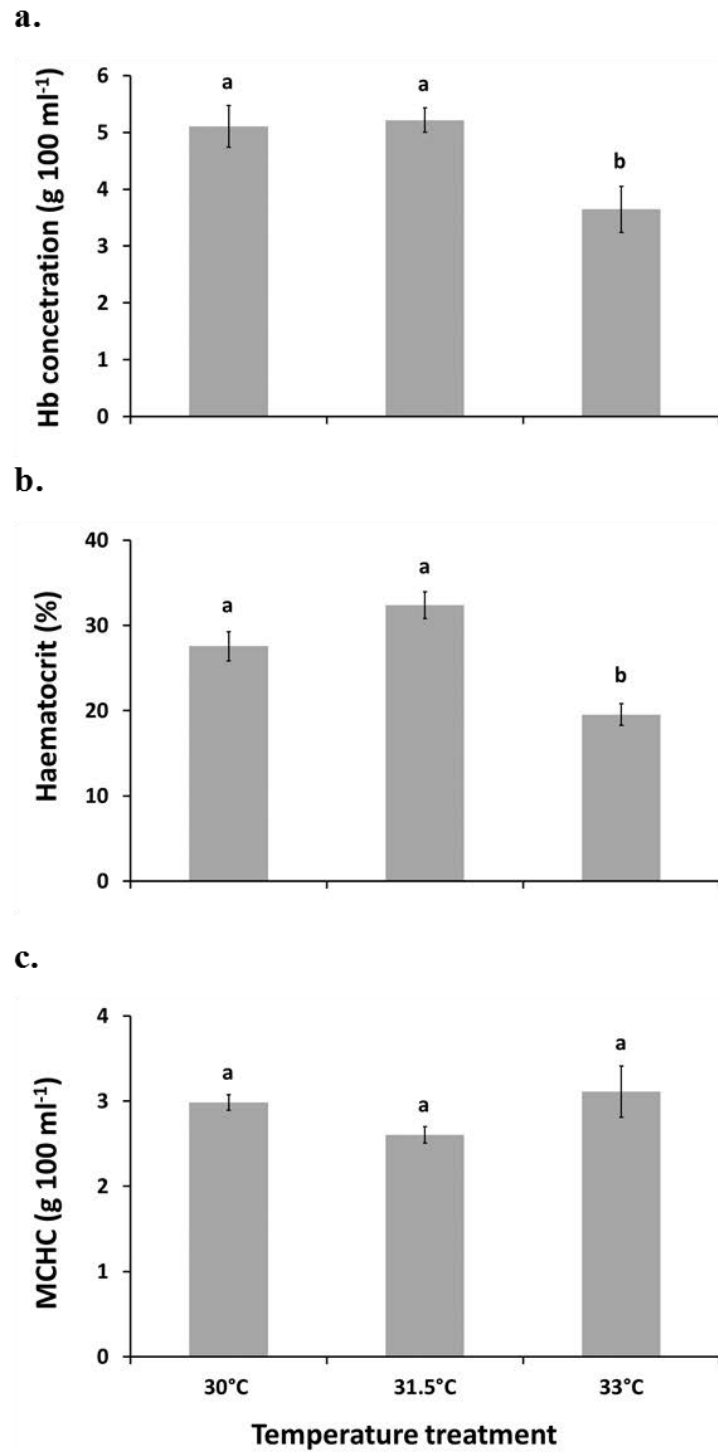 a.
Hb concetration (g 100 ml⁻¹)
6
5
4
3
2
1
0
a
a
b
b.
Haematocrit (%)
40
30
20
10
0
a
a
b
c.
MCHC (g 100 ml⁻¹)
4
3
2
1
0
a
a
a
30°C
31.5°C
33°C
Temperature treatment